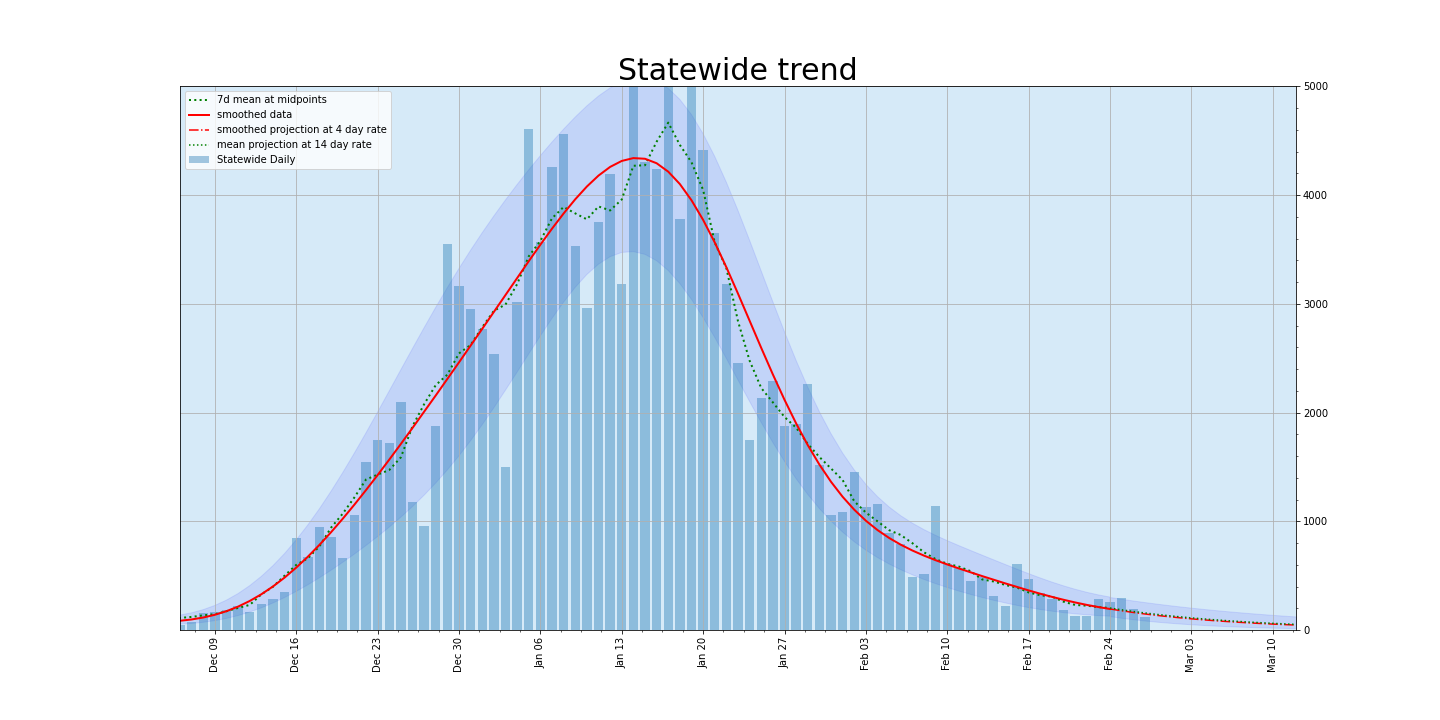 Statewide trend
7d mean at midpoints
smoothed data
smoothed projection at 4 day rate
mean projection at 14 day rate
Statewide Daily
5000
4000
3000
2000
1000
0
Dec 09
Dec 16
Dec 23
Dec 30
Jan 06
Jan 13
Jan 20
Jan 27
Feb 03
Feb 10
Feb 17
Feb 24
Mar 03
Mar 10